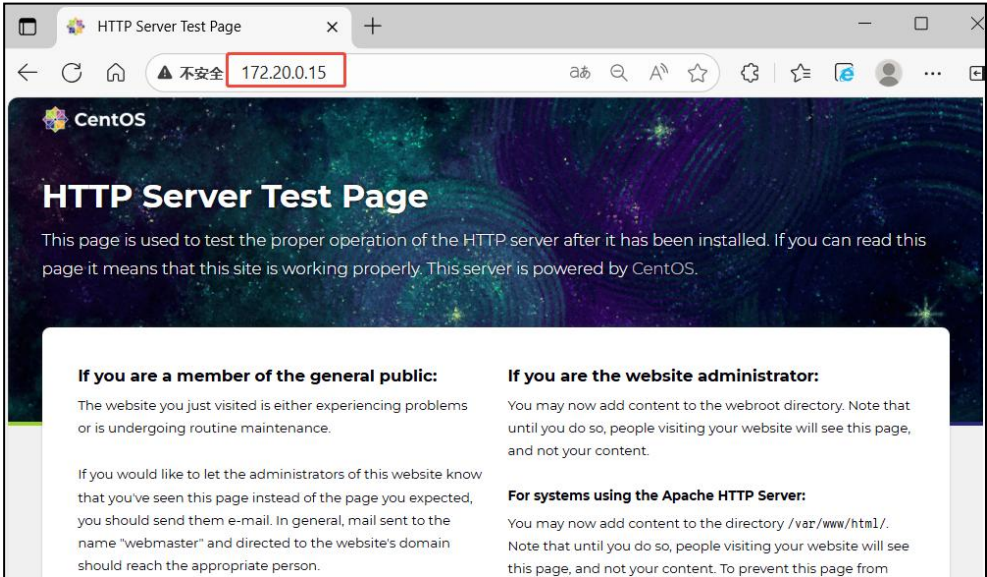 HTTP Server Test Page
不安全 172.20.0.15
CentOS
HTTP Server Test Page
This page is used to test the proper operation of the HTTP server after it has been installed. If you can read this
page it means that this site is working properly. This server is powered by CentOS.
If you are a member of the general public:
The website you just visited is either experiencing problems
or is undergoing routine maintenance.
If you would like to let the administrators of this website know
that you've seen this page instead of the page you expected,
you should send them e-mail. In general, mail sent to the
name "webmaster" and directed to the website's domain
should reach the appropriate person.
If you are the website administrator:
You may now add content to the webroot directory. Note that
until you do so, people visiting your website will see this page,
and not your content.
For systems using the Apache HTTP Server:
You may now add content to the directory /var/www/html/.
Note that until you do so, people visiting your website will see
this page, and not your content. To prevent this page from